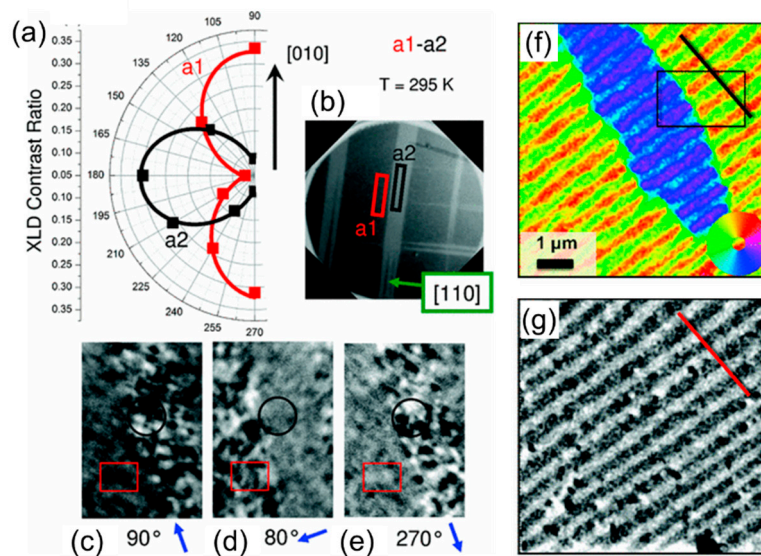 (a)
XLD Contrast Ratio
0.35
0.30
0.25
0.20
0.15
0.10
0.05
0.10
0.15
0.20
0.25
0.30
0.35
90
105
120
135
150
165
180
195
210
225
240
255
270
a1
a2
[010]
a1-a2
T = 295 K
(b)
a1
a2
[110]
(c) 90°
(d) 80°
(e) 270°
(f)
1 µm
(g)